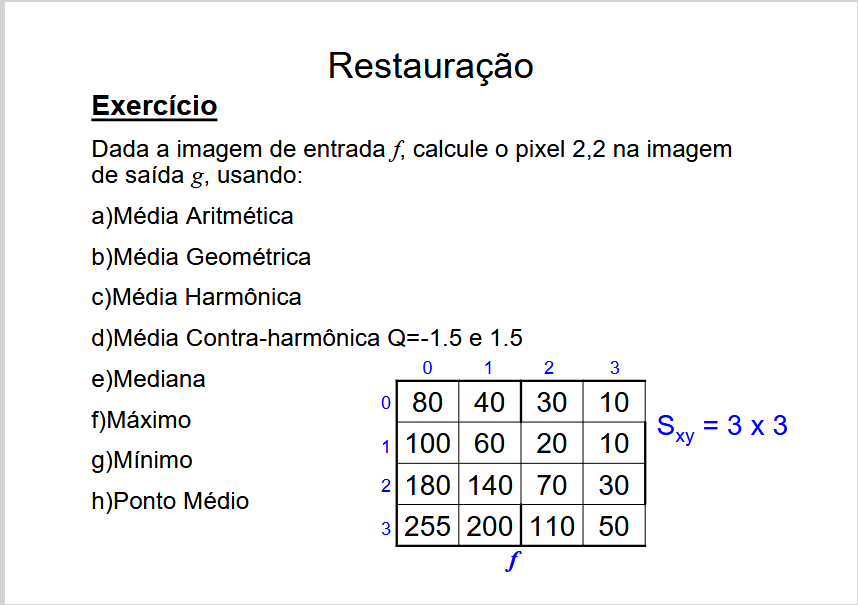 Restauração
Exercício
Dada a imagem de entrada f, calcule o pixel 2,2 na imagem
de saída g, usando:
a)Média Aritmética
b)Média Geométrica
c)Média Harmônica
d)Média Contra-harmônica Q=-1.5 e 1.5
e)Mediana
f)Máximo
g)Mínimo
h)Ponto Médio
0 1 2 3
0 80 40 30 10
1 100 60 20 10
2 180 140 70 30
3 255 200 110 50
f
Sxy = 3 x 3